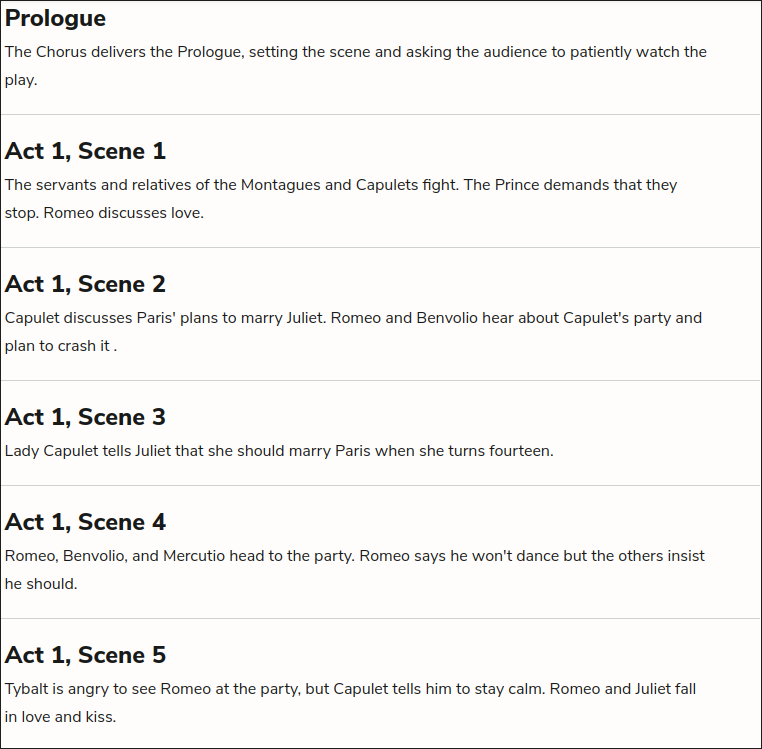 Prologue
The Chorus delivers the Prologue, setting the scene and asking the audience to patiently watch the
play.
Act 1, Scene 1
The servants and relatives of the Montagues and Capulets fight. The Prince demands that they
stop. Romeo discusses love.
Act 1, Scene 2
Capulet discusses Paris' plans to marry Juliet. Romeo and Benvolio hear about Capulet's party and
plan to crash it .
Act 1, Scene 3
Lady Capulet tells Juliet that she should marry Paris when she turns fourteen.
Act 1, Scene 4
Romeo, Benvolio, and Mercutio head to the party. Romeo says he won't dance but the others insist
he should.
Act 1, Scene 5
Tybalt is angry to see Romeo at the party, but Capulet tells him to stay calm. Romeo and Juliet fall
in love and kiss.